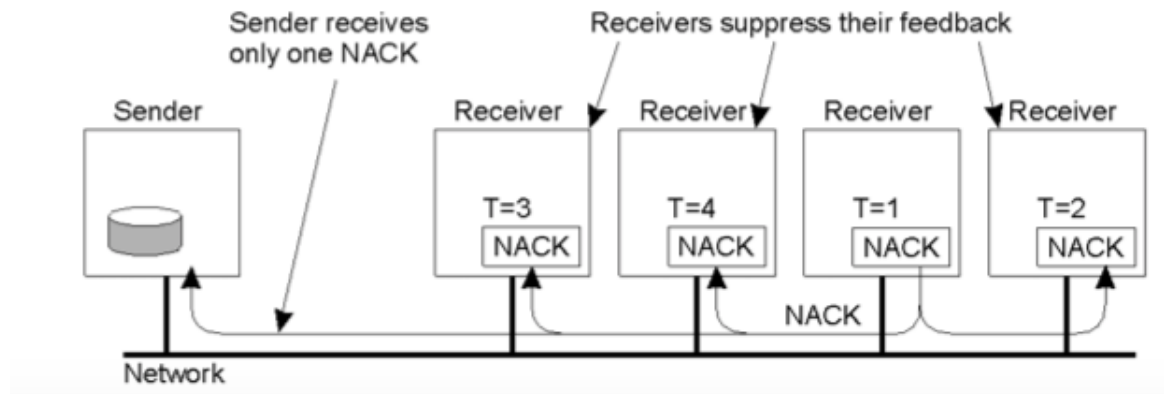 Sender receives
only one NACK
Receivers suppress their feedback
Sender
Receiver
Receiver
Receiver
Receiver
T=3
T=4
T=1
T=2
NACK
NACK
NACK
NACK
NACK
Network